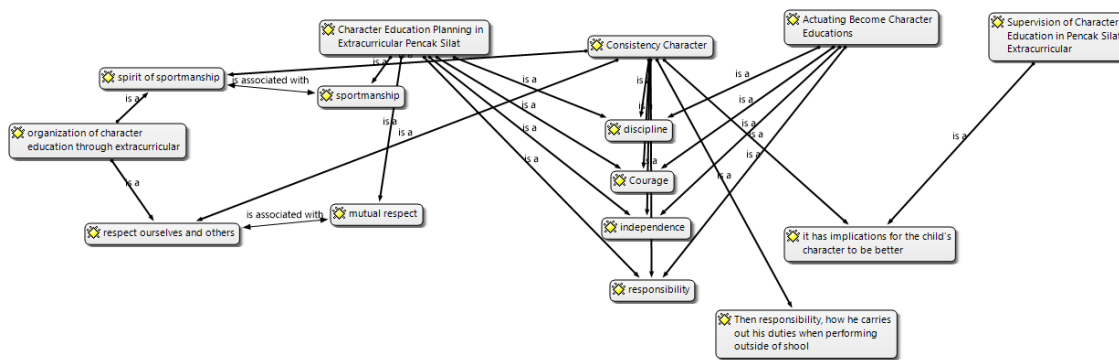 Character Education Planning in
Extracurricular Pencak Silat
Consistency Character
Actuating Become Character
Educations
Supervision of Character
Education in Pencak Silat
Extracurricular
is a
spirit of sportmanship
is associated with
sportmanship
is a
is a
is a
is a
is a
is a
organization of character
education through extracurricular
discipline
is a
is a
is a
is a
is a
is a
is a
is a
Courage
is a
respect ourselves and others
is associated with
mutual respect
independence
it has implications for the child's
character to be better
responsibility
Then responsibility, how he carries
out his duties when performing
outside of shool